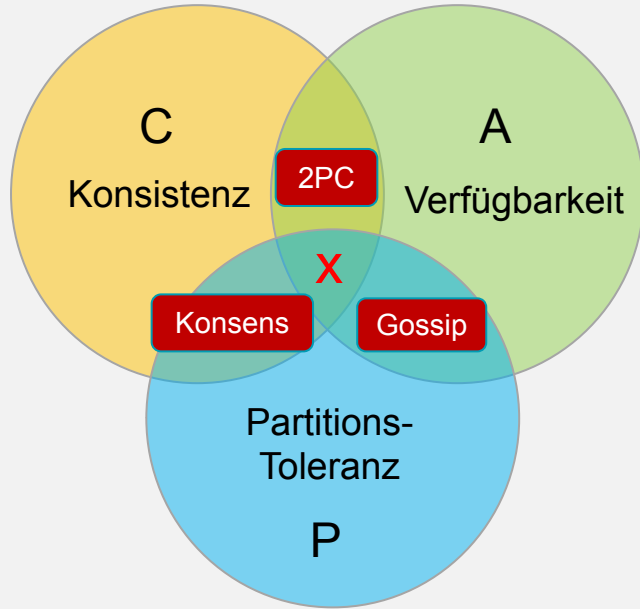 C
A
Konsistenz
2PC
Verfügbarkeit
X
Konsens
Gossip
Partitions-
Toleranz
P